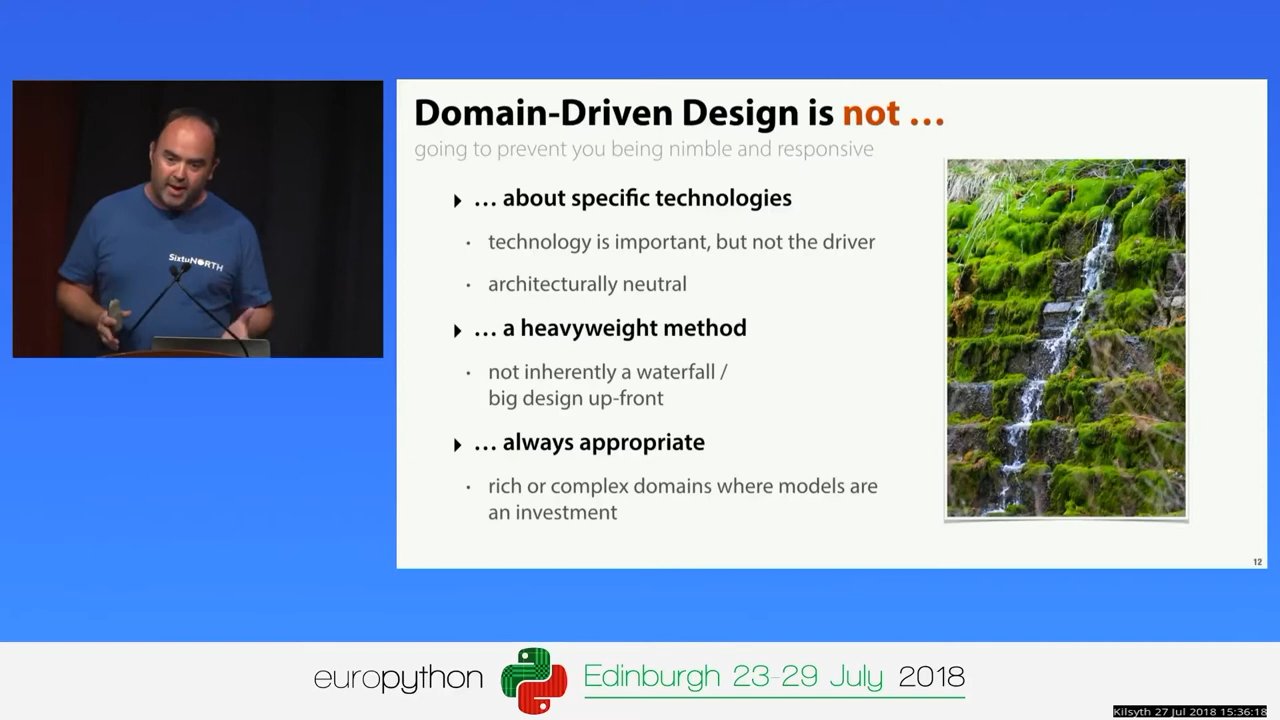 Domain-Driven Design is not …
going to prevent you being nimble and responsive
… about specific technologies
technology is important, but not the driver
architecturally neutral
… a heavyweight method
not inherently a waterfall /
big design up-front
… always appropriate
rich or complex domains where models are
an investment
12
SixtyNORTH
europython Edinburgh 23-29 July 2018
Kilsyth 27 Jul 2018 15:36:18